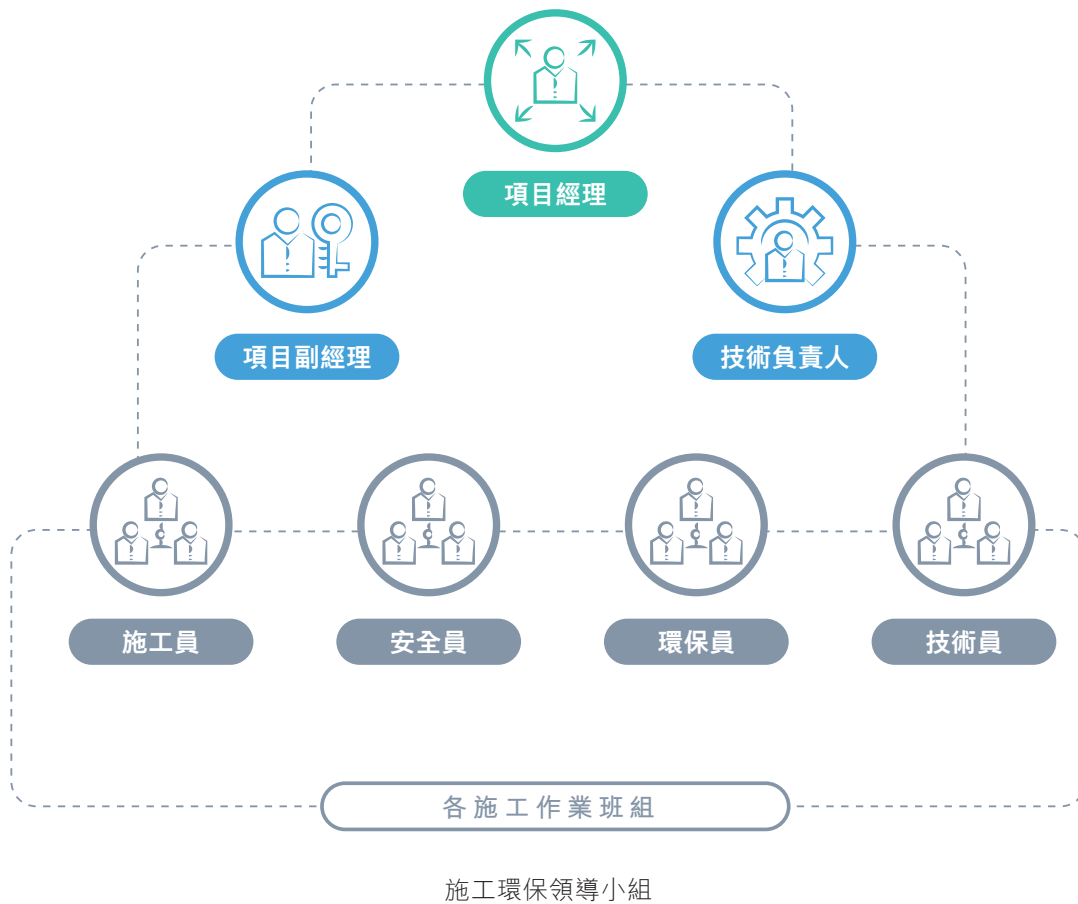 項目經理
項目副經理
技術負責人
施工員
安全員
環保員
技術員
各施工作業班組
施工環保領導小組